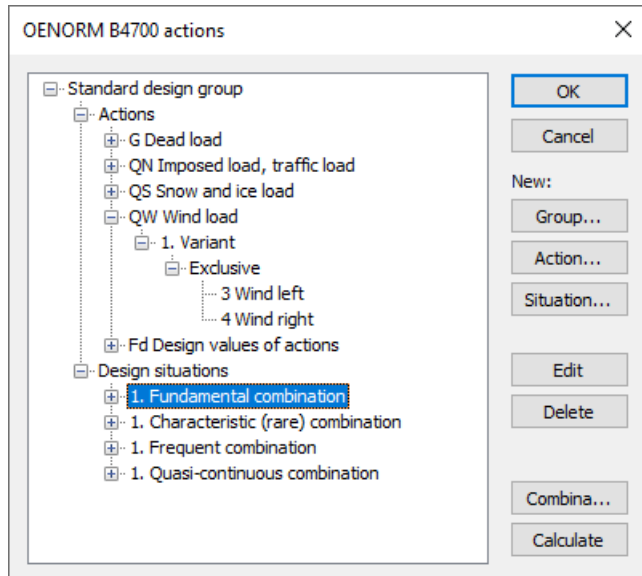 OENORM B4700 actions
Standard design group
Actions
G Dead load
QN Imposed load, traffic load
QS Snow and ice load
QW Wind load
1. Variant
Exclusive
3 Wind left
4 Wind right
Fd Design values of actions
Design situations
1. Fundamental combination
1. Characteristic (rare) combination
1. Frequent combination
1. Quasi-continuous combination
OK
Cancel
New:
Group...
Action...
Situation...
Edit
Delete
Combina...
Calculate